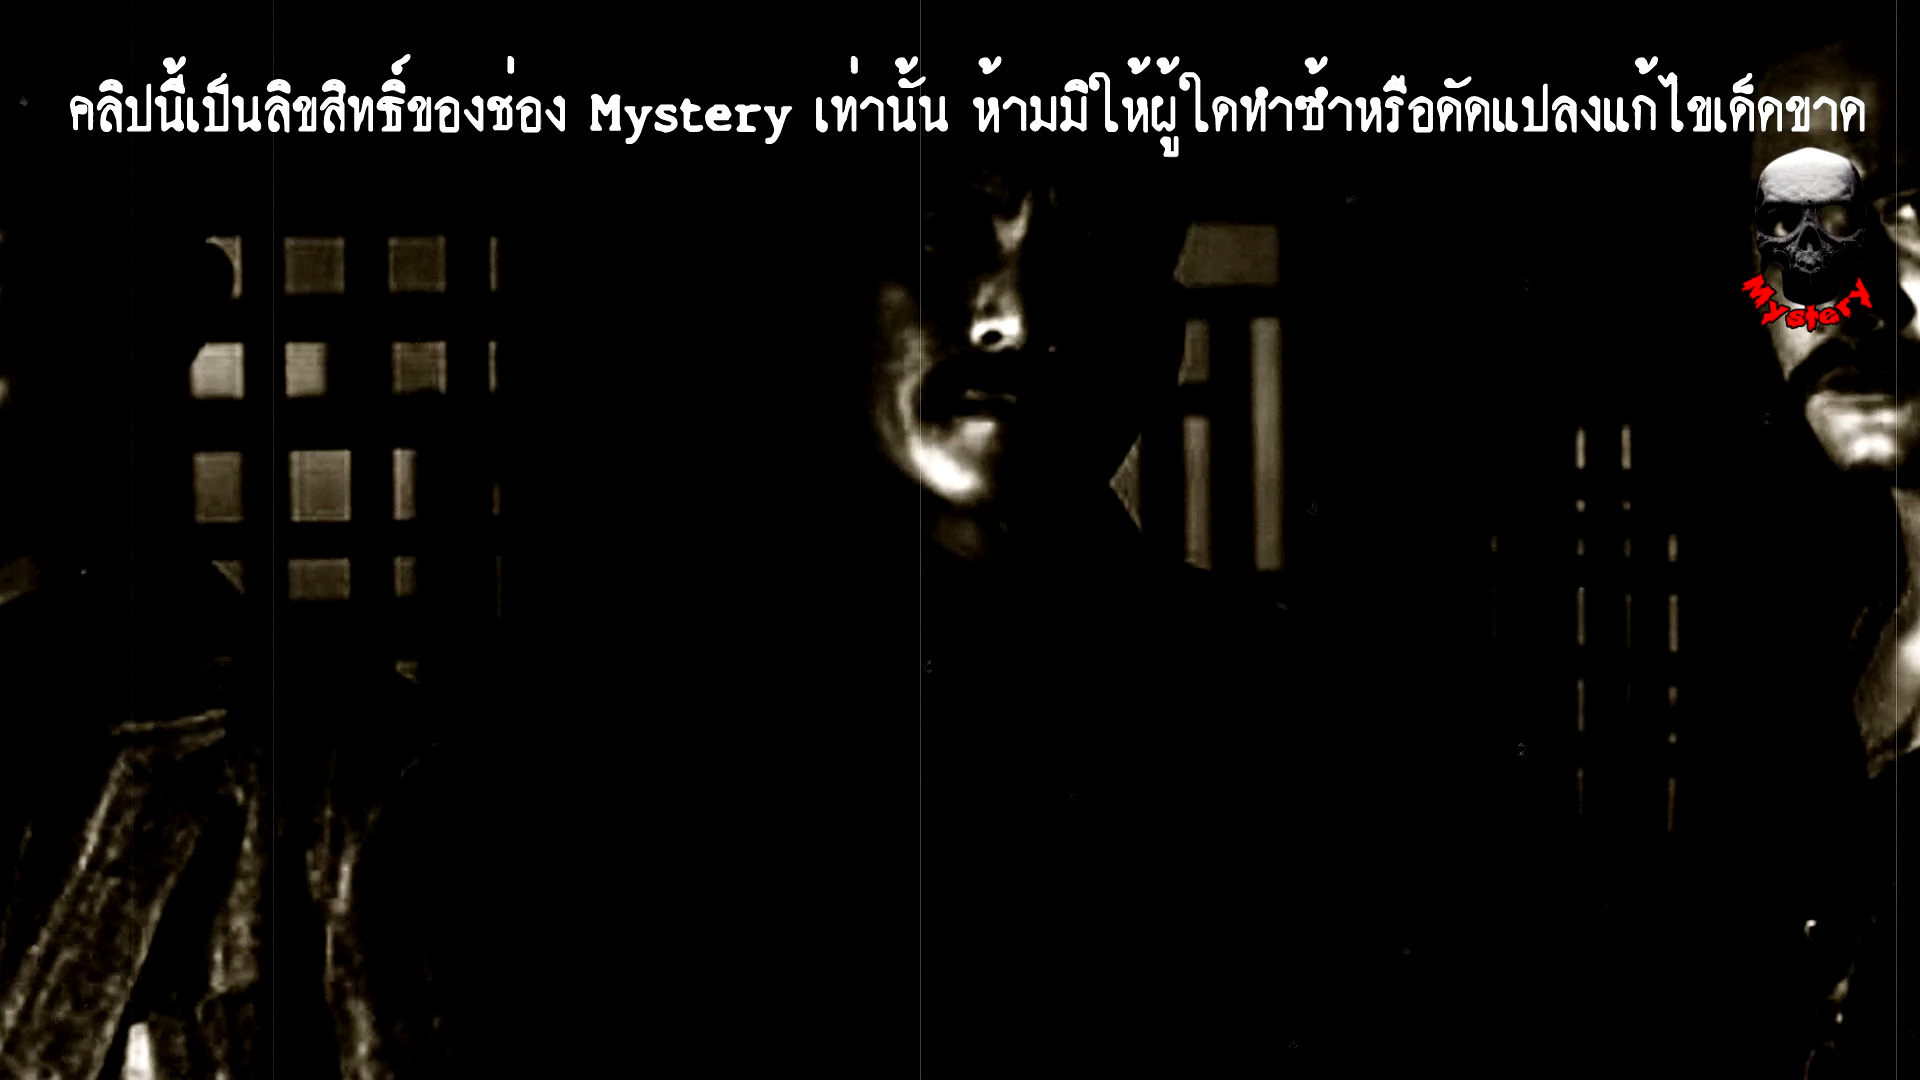 คลิปนี้เป็นลิขสิทธิ์ของช่อง Mystery เท่านั้น ห้ามมิให้ผู้ใดทำซ้ำหรือดัดแปลงแก้ไขเด็ดขาด
Mystery